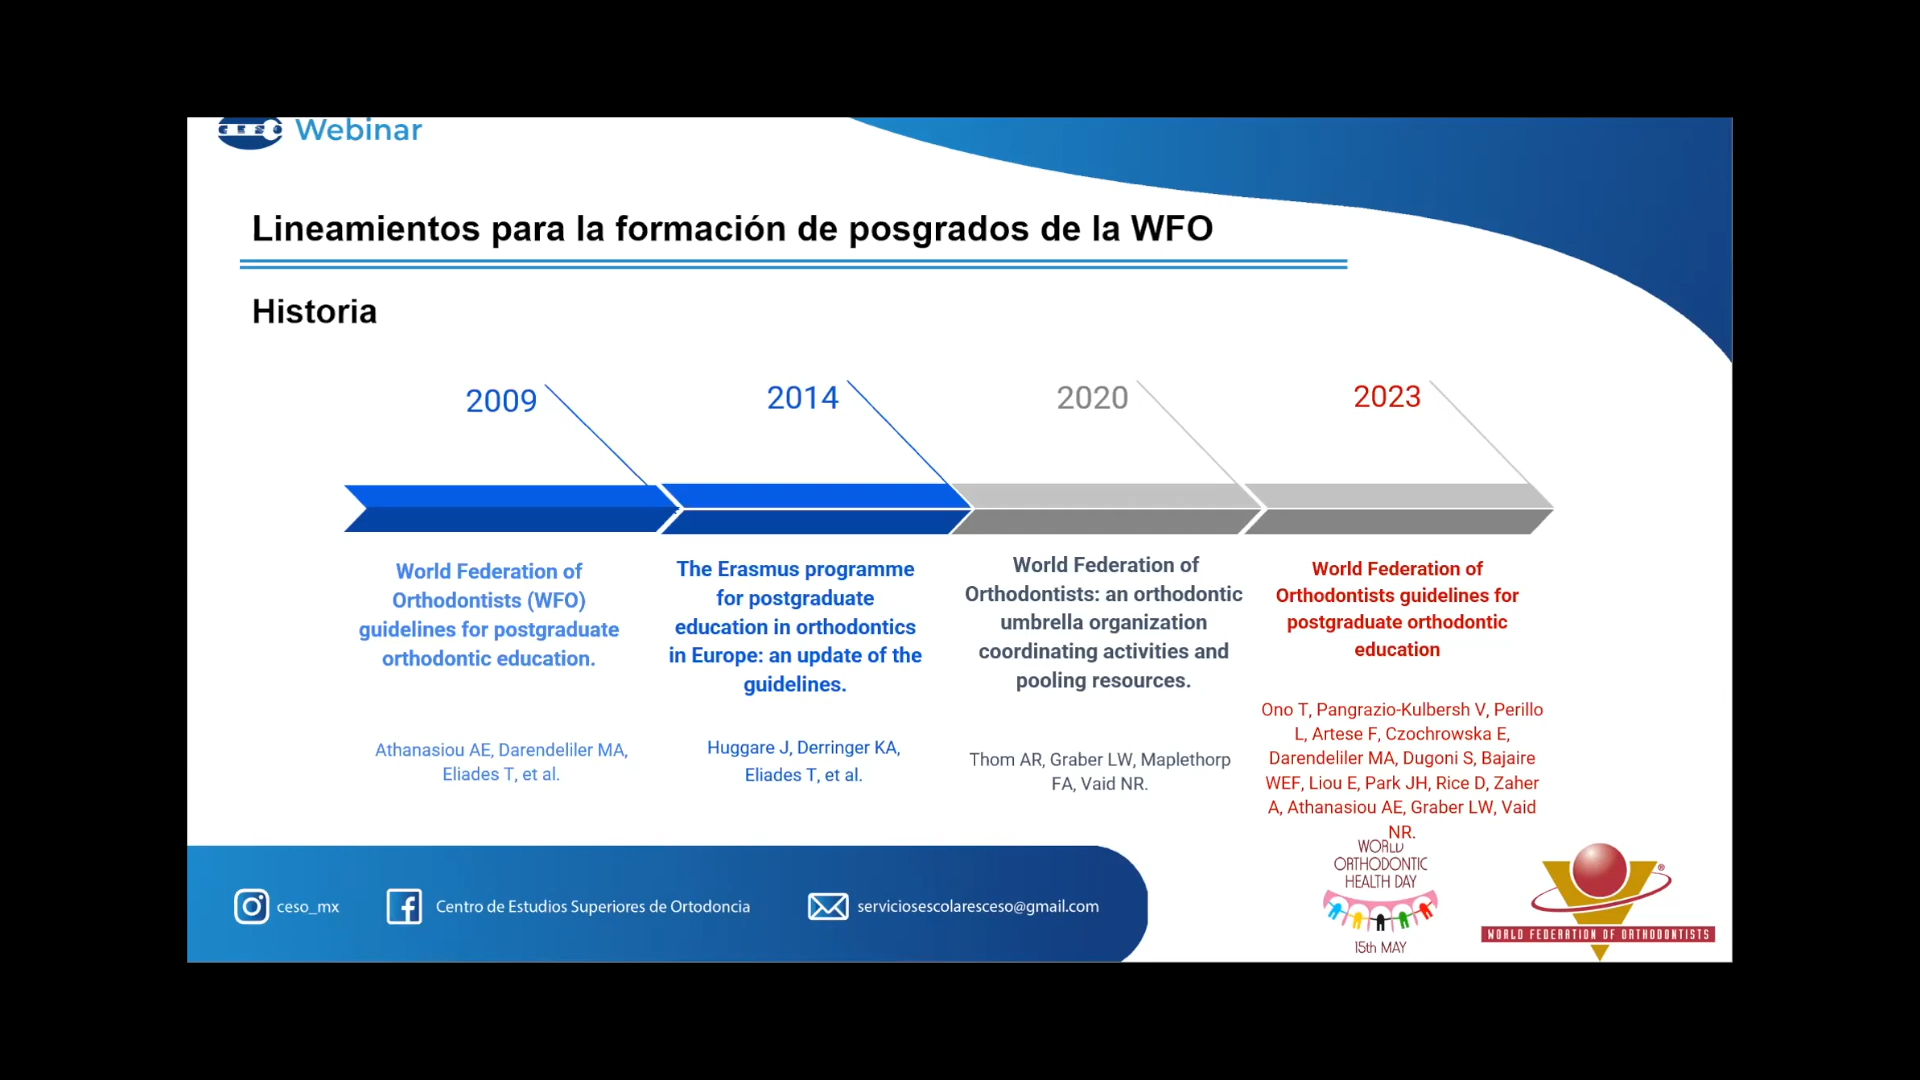 CESO Webinar
Lineamientos para la formación de posgrados de la WFO
Historia
2009
2014
2020
2023
World Federation of
Orthodontists (WFO)
guidelines for postgraduate
orthodontic education.
Athanasiou AE, Darendeliler MA,
Eliades T, et al.
The Erasmus programme
for postgraduate
education in orthodontics
in Europe: an update of the
guidelines.
Huggare J, Derringer KA,
Eliades T, et al.
World Federation of
Orthodontists: an orthodontic
umbrella organization
coordinating activities and
pooling resources.
Thom AR, Graber LW, Maplethorp
FA, Vaid NR.
World Federation of
Orthodontists guidelines for
postgraduate orthodontic
education
Ono T, Pangrazio-Kulbersh V, Perillo
L, Artese F, Czochrowska E,
Darendeliler MA, Dugoni S, Bajaire
WEF, Liou E, Park JH, Rice D, Zaher
A, Athanasiou AE, Graber LW, Vaid
NR.
ceso_mx
Centro de Estudios Superiores de Ortodoncia
serviciosescolaresceso@gmail.com
WORLD
ORTHODONTIC
HEALTH DAY
15th MAY
®
WORLD FEDERATION OF ORTHODONTISTS